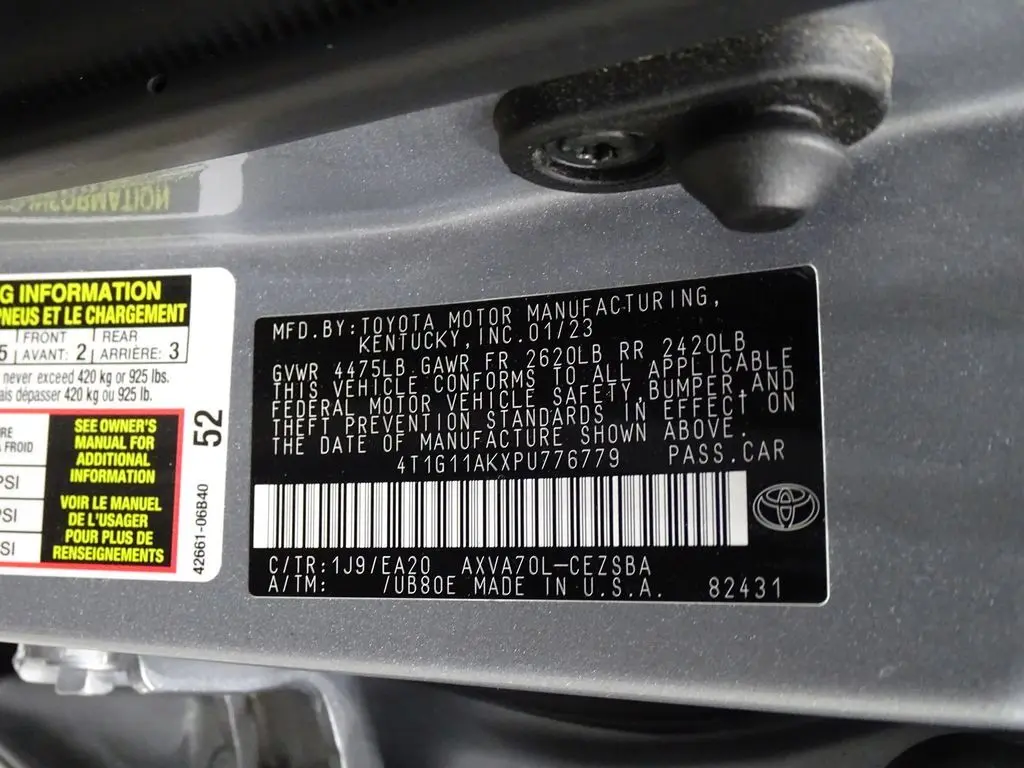 G INFORMATION
PNEUS ET LE CHARGEMENT
5 FRONT AVANT: 2 REAR ARRIÈRE: 3
never exceed 420 kg or 925 lbs.
ais dépasser 420 kg ou 925 lb.
RE
À FROID
PSI
PSI
SI
SEE OWNER'S
MANUAL FOR
ADDITIONAL
INFORMATION
VOIR LE MANUEL
DE L'USAGER
POUR PLUS DE
RENSEIGNEMENTS
52
42661-06B40
MFD.BY:TOYOTA MOTOR MANUFACTURING,
KENTUCKY,INC.01/23
GVWR 4475LB GAWR FR 2620LB RR 2420LB
THIS VEHICLE CONFORMS TO ALL APPLICABLE
FEDERAL MOTOR VEHICLE SAFETY,BUMPER,AND
THEFT PREVENTION STANDARDS IN EFFECT ON
THE DATE OF MANUFACTURE SHOWN ABOVE.
4T1G11AKXPU776779 PASS.CAR
C/TR:1J9/EA20 AXVA70L-CEZSBA
A/TM: /UB80E MADE IN U.S.A. 82431